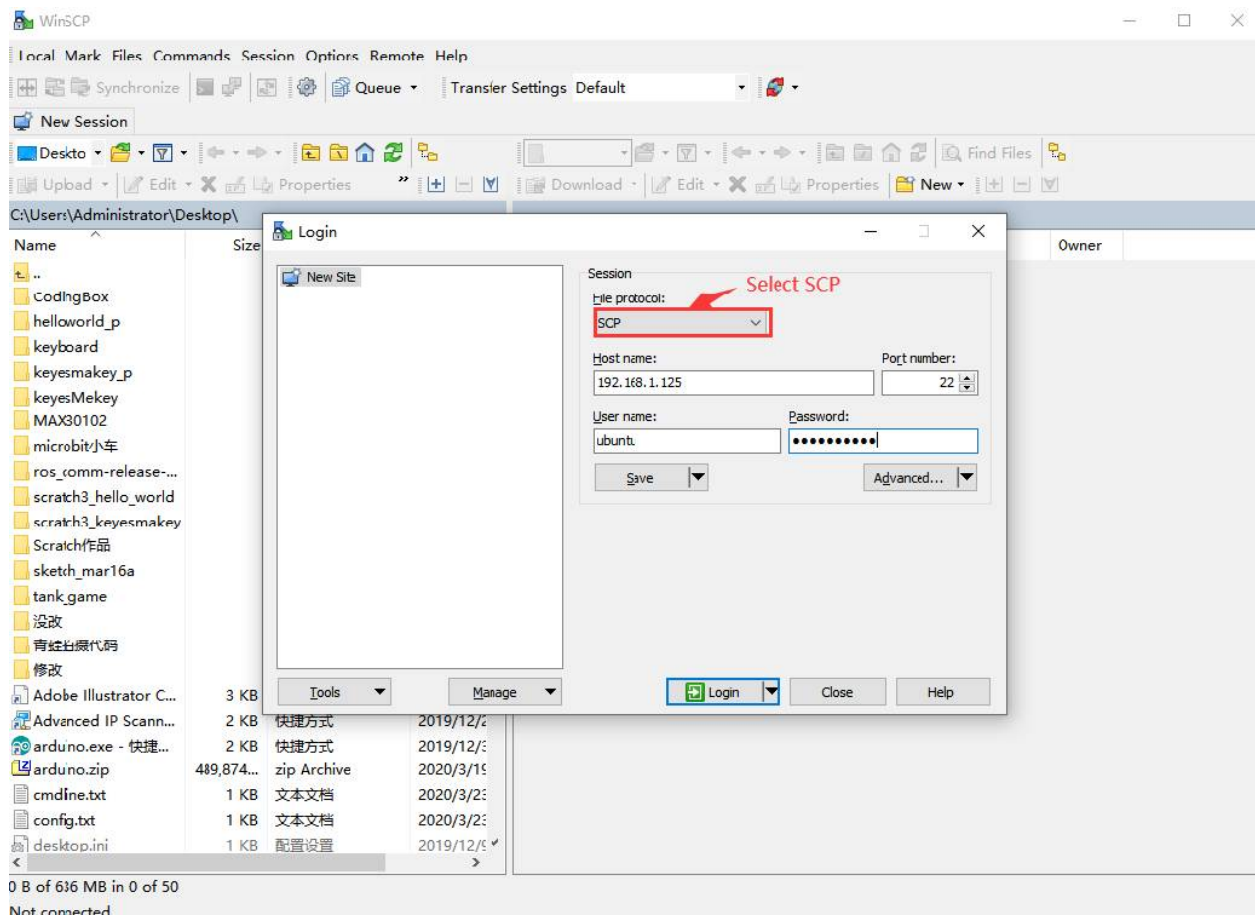 WinSCP
Local Mark Files Commands Session Options Remote Help
Synchronize Queue Transfer Settings Default
New Session
Deskto Find Files
Upload Edit Properties » Download Edit Properties New
C:\Users\Administrator\Desktop\
Name Size Owner
Login
New Site
Session
Select SCP
File protocol:
SCP
Host name: Port number:
192.168.1.125 22
User name: Password:
ubuntu ●●●●●●●●●●
Save Advanced...
Tools Manage Login Close Help
..
CodingBox
helloworld_p
keyboard
keyesmakey_p
keyesMekey
MAX30102
microbit小车
ros_comm-release-...
scratch3_hello_world
scratch3_keyesmakey
Scratch作品
sketch_mar16a
tank_game
没改
修改
Adobe Illustrator C... 3 KB
Advanced IP Scann... 2 KB 快捷方式 2019/12/2
arduino.exe - 快捷... 2 KB 快捷方式 2019/12/3
arduino.zip 489,874... zip Archive 2020/3/19
cmdline.txt 1 KB 文本文档 2020/3/23
config.txt 1 KB 文本文档 2020/3/23
desktop.ini 1 KB 配置设置 2019/12/9
0 B of 636 MB in 0 of 50
Not connected